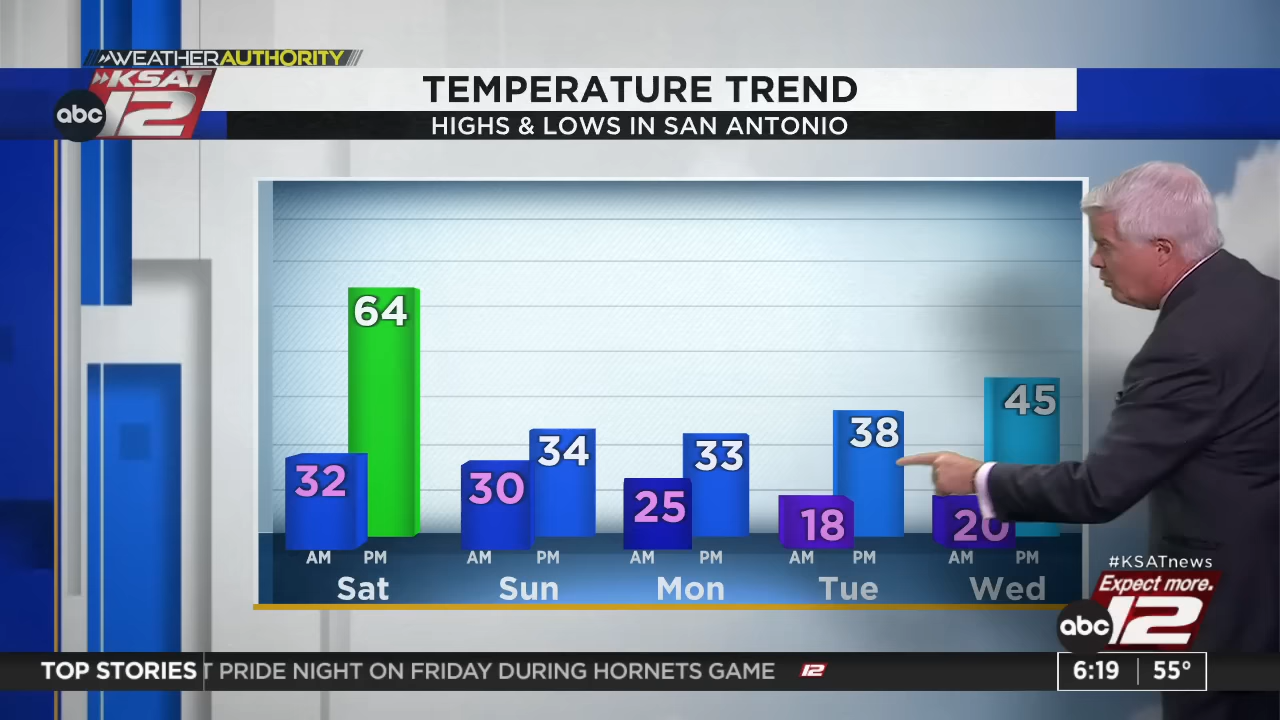 WEATHERAUTHORITY
KSAT
abc
12
TEMPERATURE TREND
HIGHS & LOWS IN SAN ANTONIO
64
45
38
34
33
32
30
25
18
20
AM PM AM PM AM PM AM PM AM PM
Sat Sun Mon Tue Wed
#KSATnews
Expect more.
abc
12
TOP STORIES T PRIDE NIGHT ON FRIDAY DURING HORNETS GAME 12
6:19 55°